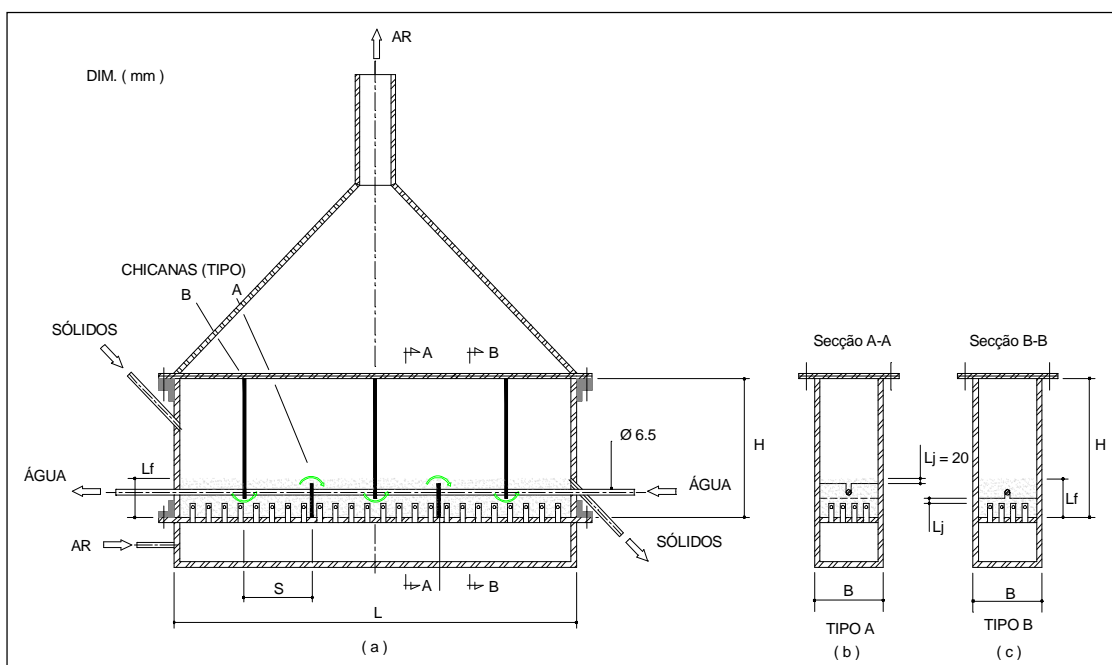 AR
DIM. ( mm )
CHICANAS (TIPO)
B
A
SÓLIDOS
A
B
Secção A-A
Secção B-B
Ø 6.5
H
Lj = 20
H
Lf
ÁGUA
ÁGUA
Lf
Lj
AR
SÓLIDOS
S
A
B
B
B
L
TIPO A
TIPO B
( a )
( b )
( c )